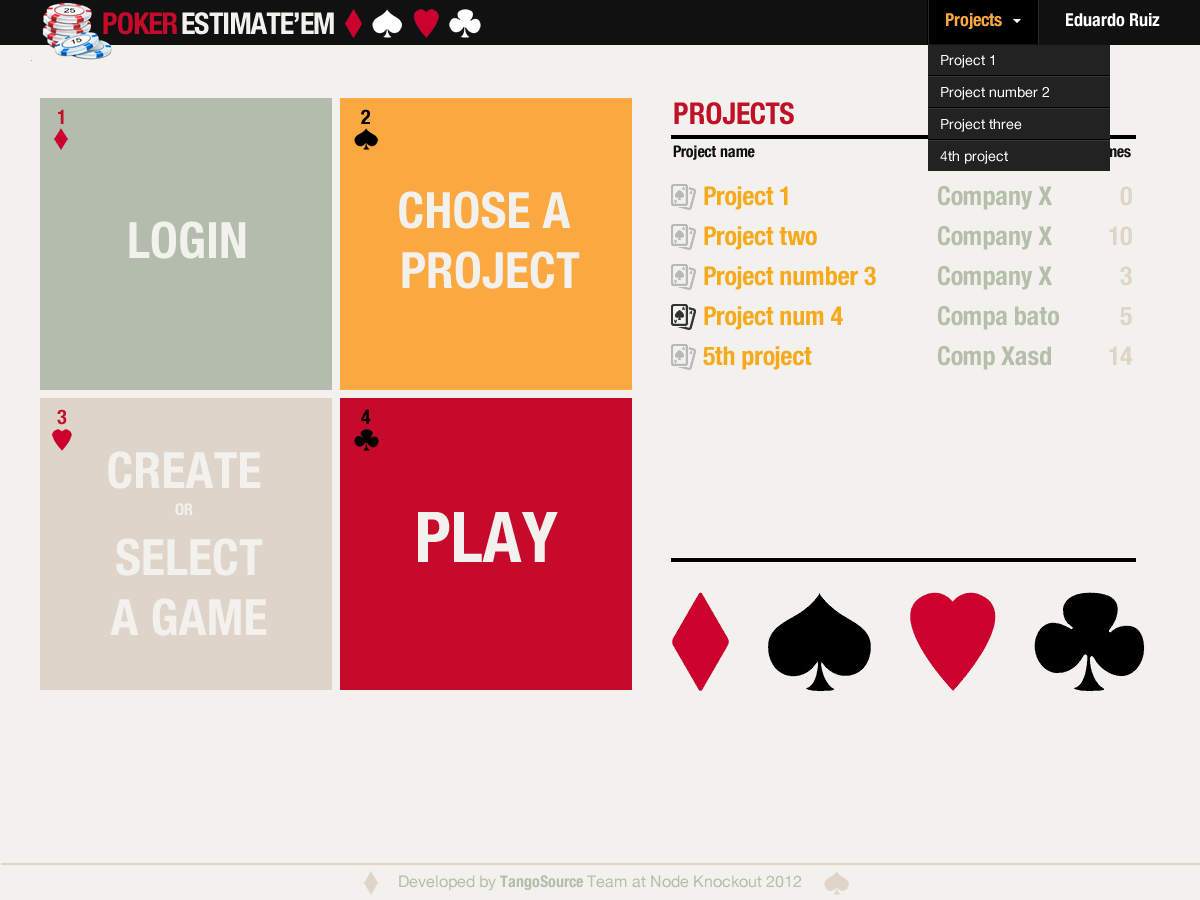 25
15
POKER ESTIMATE'EM
Projects
Eduardo Ruiz
Project 1
Project number 2
Project three
4th project
1
LOGIN
2
CHOSE A
PROJECT
3
CREATE
OR
SELECT
A GAME
4
PLAY
PROJECTS
Project name
Project 1 Company X 0
Project two Company X 10
Project number 3 Company X 3
Project num 4 Compa bato 5
5th project Comp Xasd 14
Developed by TangoSource Team at Node Knockout 2012